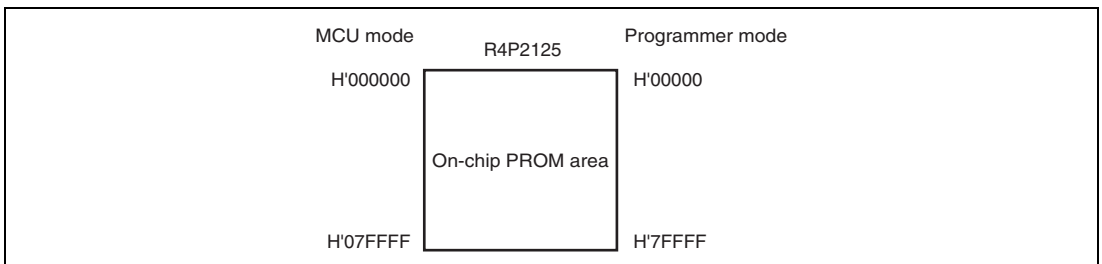 MCU mode
R4P2125
Programmer mode
H'000000
H'00000
On-chip PROM area
H'07FFFF
H'7FFFF